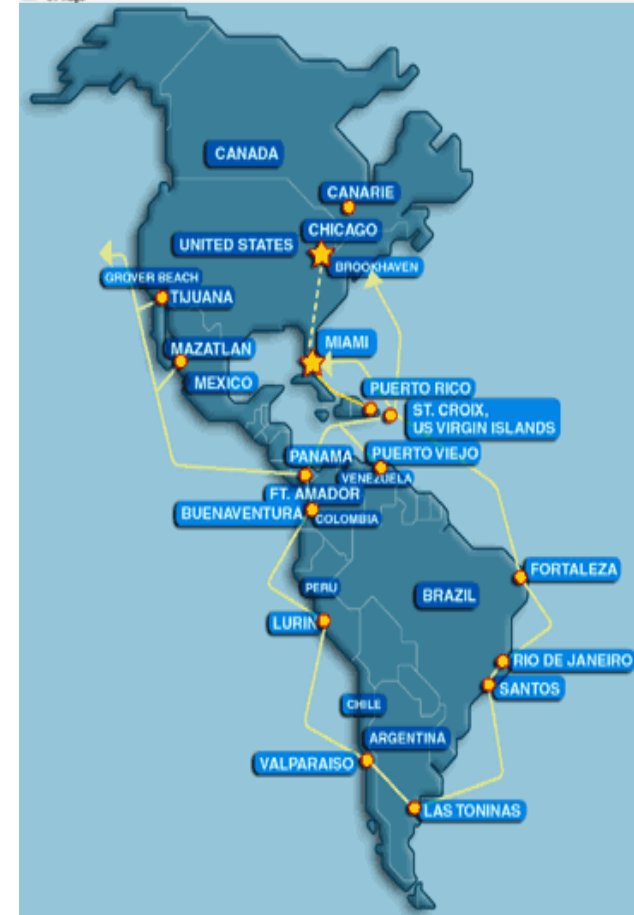 CANADA
CANARIE
CHICAGO
UNITED STATES
BROOKHAVEN
GROVER BEACH
TIJUANA
MIAMI
MAZATLAN
MEXICO
PUERTO RICO
ST. CROIX,
US VIRGIN ISLANDS
PANAMA
PUERTO VIEJO
VENEZUELA
FT. AMADOR
BUENAVENTURA
COLOMBIA
FORTALEZA
PERU
BRAZIL
LURIN
RIO DE JANEIRO
SANTOS
CHILE
ARGENTINA
VALPARAISO
LAS TONINAS